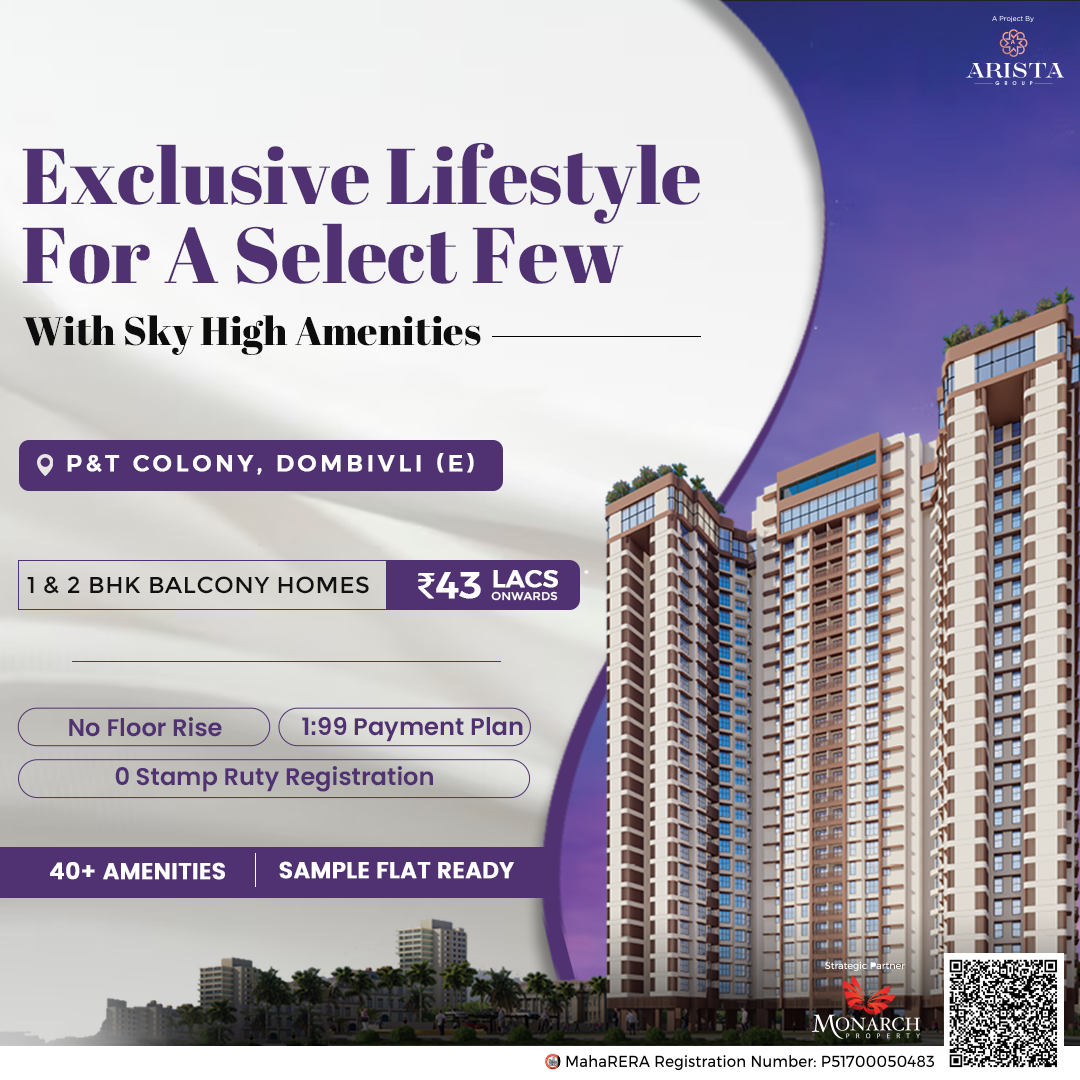 A Project By
ARISTA
GROUP
Exclusive Lifestyle
For A Select Few
With Sky High Amenities
P&T COLONY, DOMBIVLI (E)
1 & 2 BHK BALCONY HOMES
₹43 LACS
ONWARDS
No Floor Rise
1:99 Payment Plan
0 Stamp Ruty Registration
40+ AMENITIES
SAMPLE FLAT READY
Strategic Partner
MONARCH
PROPERTY
MahaRERA Registration Number: P51700050483